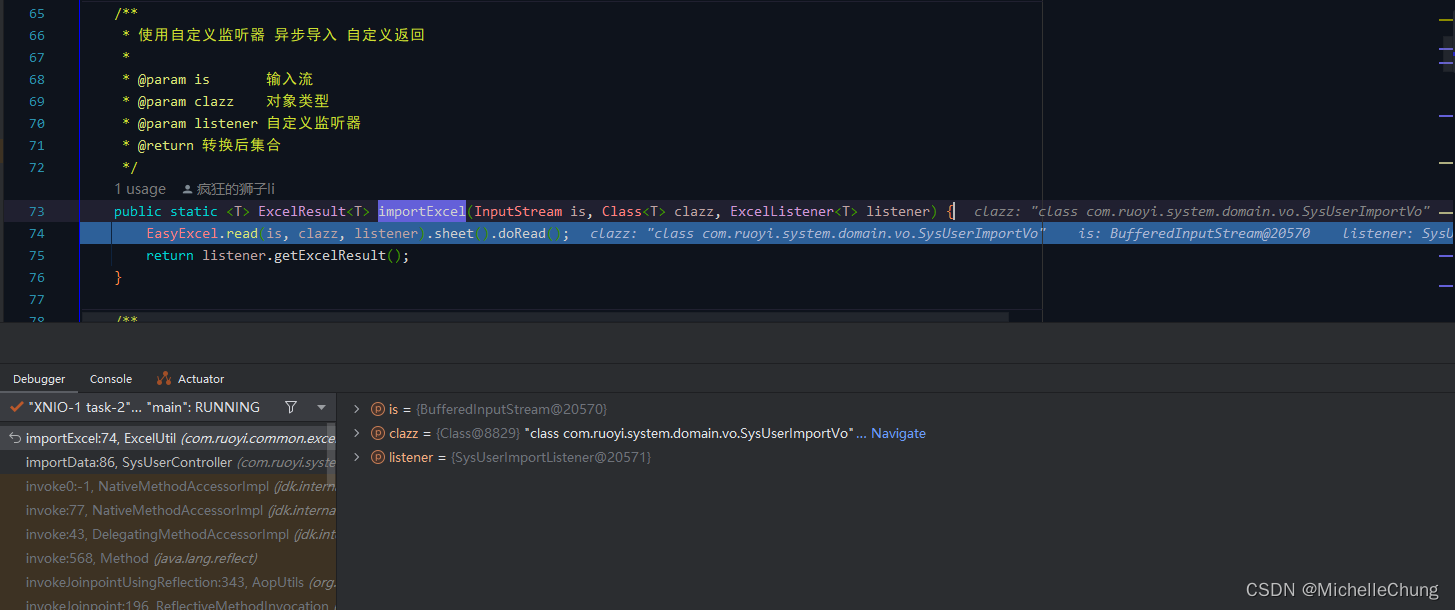 65 /**
66 * 使用自定义监听器 异步导入 自定义返回
67 *
68 * @param is 输入流
69 * @param clazz 对象类型
70 * @param listener 自定义监听器
71 * @return 转换后集合
72 */
1 usage 疯狂的狮子li
73 public static <T> ExcelResult<T> importExcel(InputStream is, Class<T> clazz, ExcelListener<T> listener) { clazz: "class com.ruoyi.system.domain.vo.SysUserImportVo"
74 EasyExcel.read(is, clazz, listener).sheet().doRead(); clazz: "class com.ruoyi.system.domain.vo.SysUserImportVo" is: BufferedInputStream@20570 listener: SysU
75 return listener.getExcelResult();
76 }
77
78 /**
Debugger Console Actuator
"XNIO-1 task-2"... "main": RUNNING
importExcel:74, ExcelUtil (com.ruoyi.common.exce
importData:86, SysUserController (com.ruoyi.syste
invoke0:-1, NativeMethodAccessorImpl (jdk.interna
invoke:77, NativeMethodAccessorImpl (jdk.interna
invoke:43, DelegatingMethodAccessorImpl (jdk.int
invoke:568, Method (java.lang.reflect)
invokeJoinpointUsingReflection:343, AopUtils (org.
invokeJoinpoint:196, ReflectiveMethodInvocation
is = {BufferedInputStream@20570}
clazz = {Class@8829} "class com.ruoyi.system.domain.vo.SysUserImportVo"... Navigate
listener = {SysUserImportListener@20571}
CSDN @MichelleChung